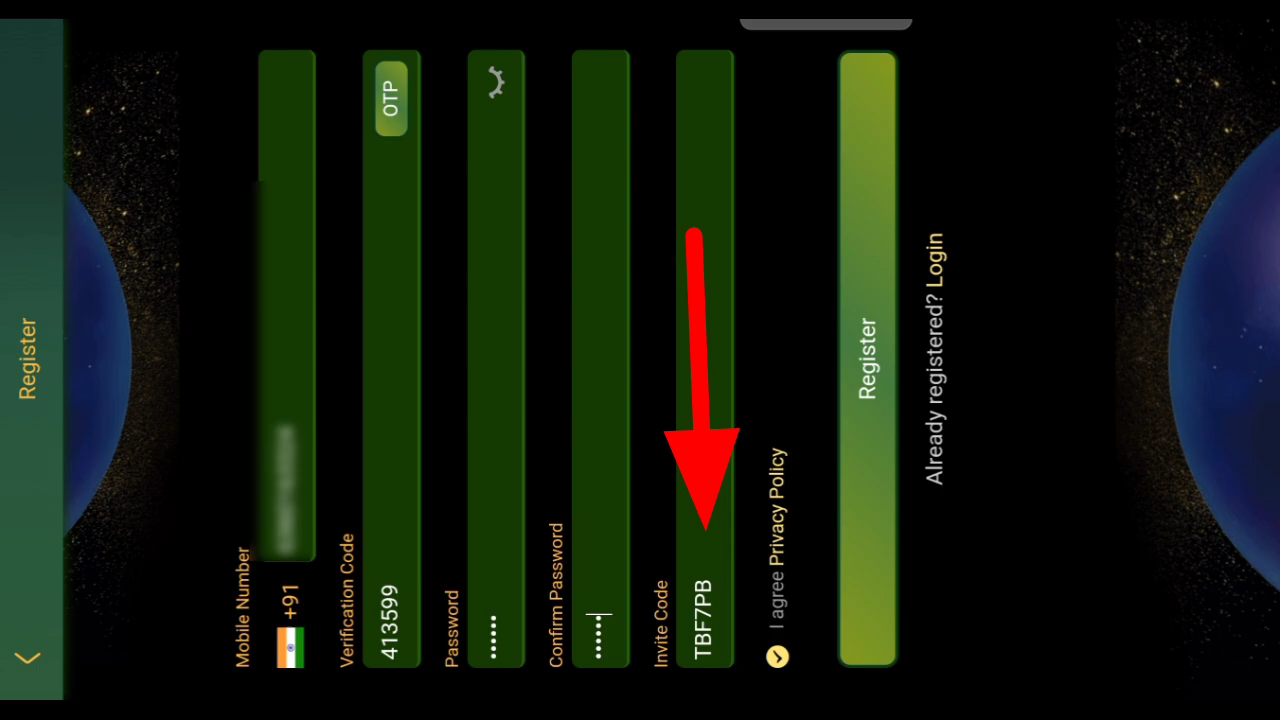 Register
Mobile Number
+91
Verification Code
413599 OTP
Password
••••••
Confirm Password
••••••
Invite Code
TBF7PB
I agree Privacy Policy
Register
Already registered? Login